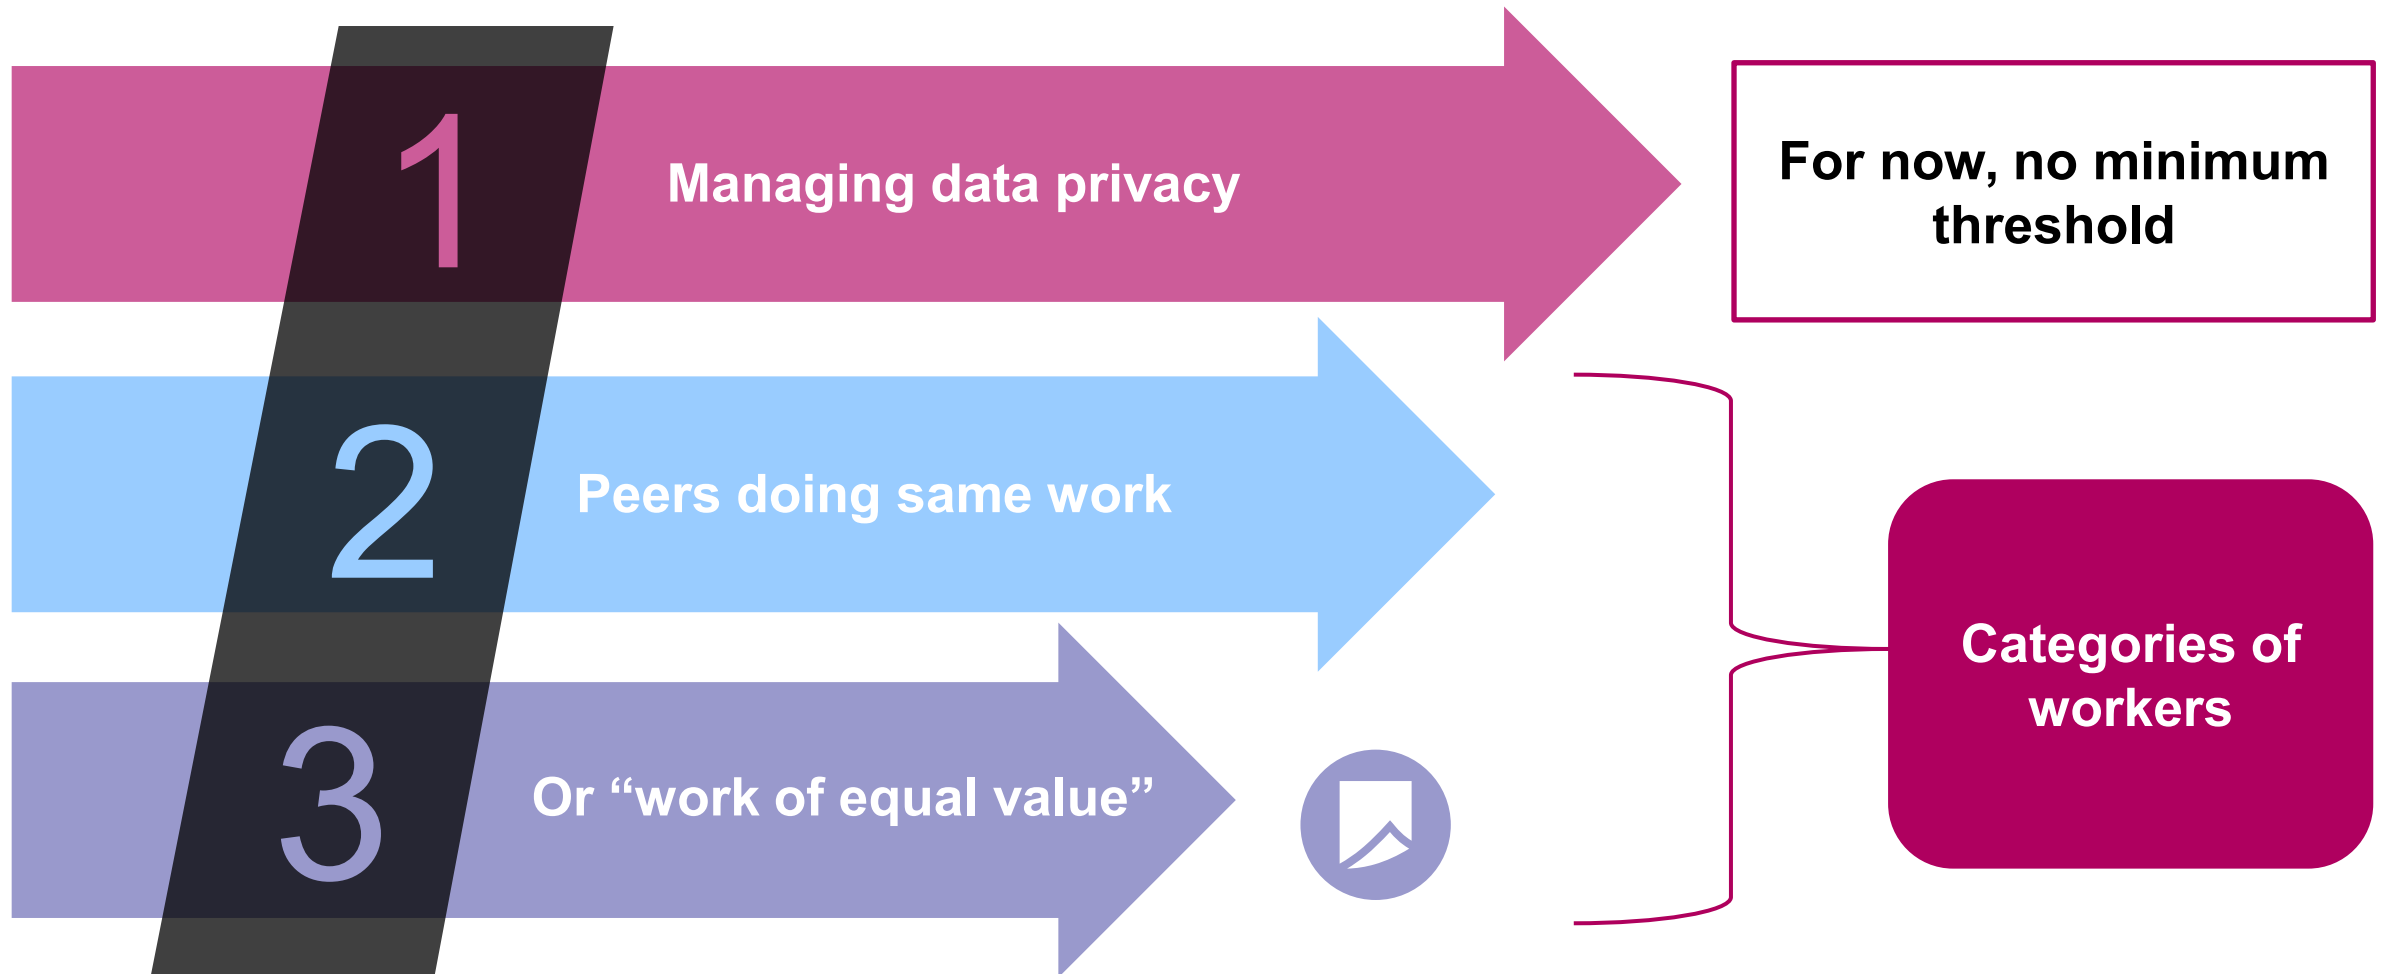 1
Managing data privacy
For now, no minimum
threshold
2
Peers doing same work
3
Or “work of equal value”
Categories of
workers